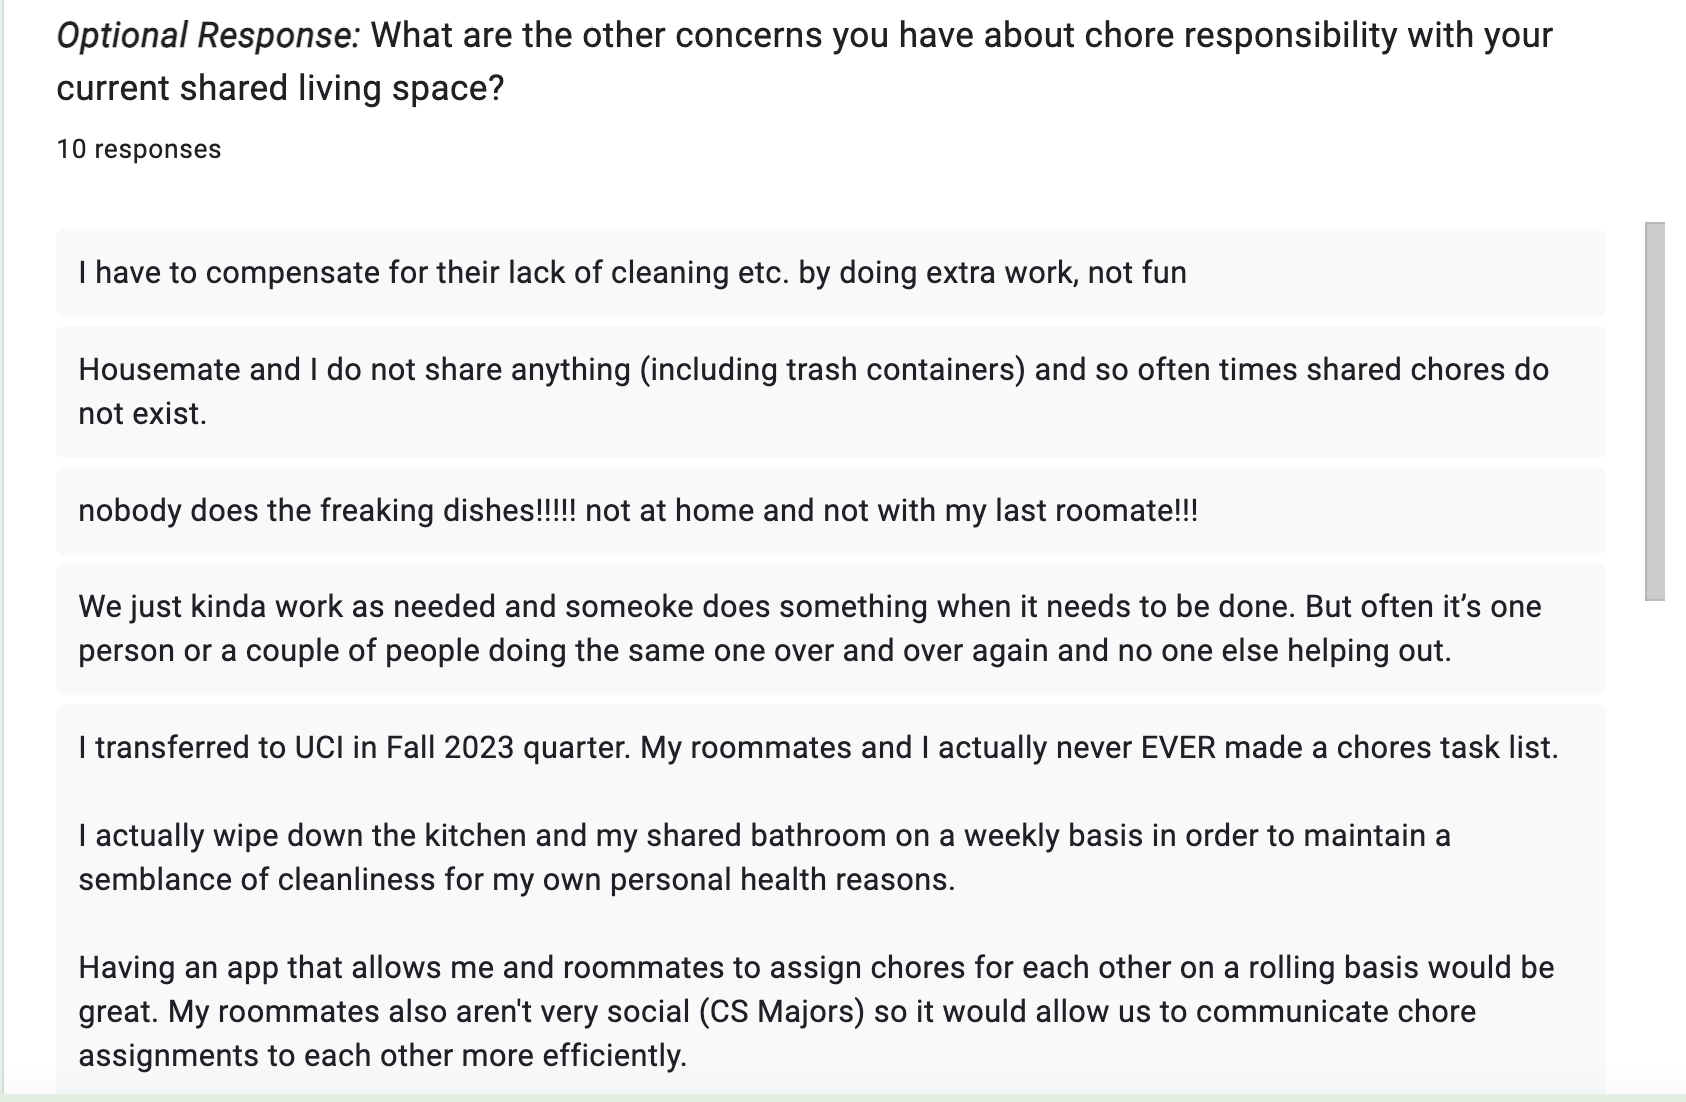 Optional Response: What are the other concerns you have about chore responsibility with your
current shared living space?
10 responses
I have to compensate for their lack of cleaning etc. by doing extra work, not fun
Housemate and I do not share anything (including trash containers) and so often times shared chores do
not exist.
nobody does the freaking dishes!!!!! not at home and not with my last roomate!!!
We just kinda work as needed and someoke does something when it needs to be done. But often it’s one
person or a couple of people doing the same one over and over again and no one else helping out.
I transferred to UCI in Fall 2023 quarter. My roommates and I actually never EVER made a chores task list.
I actually wipe down the kitchen and my shared bathroom on a weekly basis in order to maintain a
semblance of cleanliness for my own personal health reasons.
Having an app that allows me and roommates to assign chores for each other on a rolling basis would be
great. My roommates also aren't very social (CS Majors) so it would allow us to communicate chore
assignments to each other more efficiently.